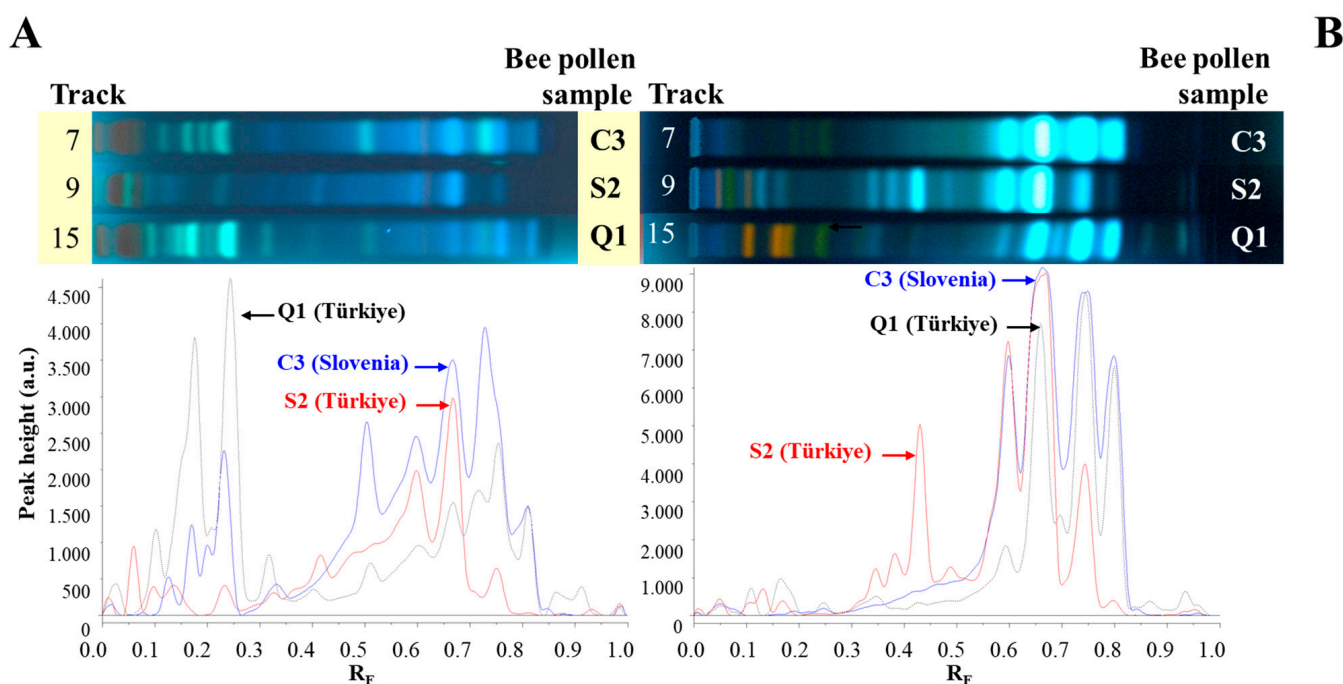 A
B
Bee pollen
Track sample
7 C3
9 S2
15 Q1
Bee pollen
Track sample
7 C3
9 S2
15 Q1
Peak height (a.u.)
4.500
4.000
3.500
3.000
2.500
2.000
1.500
1.000
500
0
Q1 (Türkiye)
C3 (Slovenia)
S2 (Türkiye)
0.0 0.1 0.2 0.3 0.4 0.5 0.6 0.7 0.8 0.9 1.0
R_F
9.000
8.000
7.000
6.000
5.000
4.000
3.000
2.000
1.000
0
C3 (Slovenia)
Q1 (Türkiye)
S2 (Türkiye)
0.0 0.1 0.2 0.3 0.4 0.5 0.6 0.7 0.8 0.9 1.0
R_F